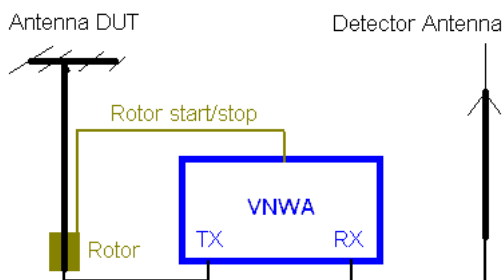 Antenna DUT
Detector Antenna
Rotor start/stop
VNWA
TX RX
Rotor